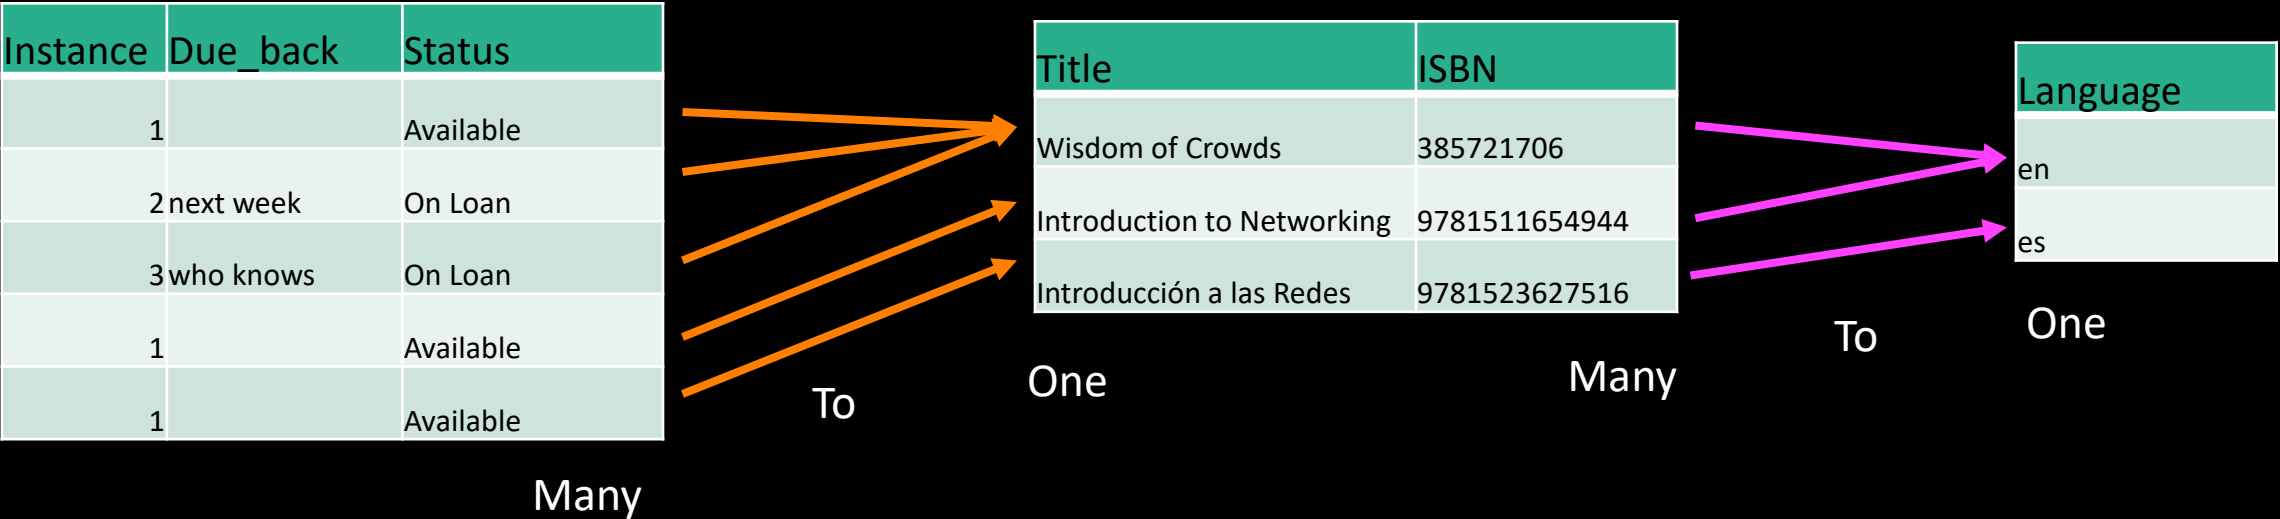 Instance Due_back Status
1 Available
2 next week On Loan
3 who knows On Loan
1 Available
1 Available
Many
To
One
Title ISBN
Wisdom of Crowds 385721706
Introduction to Networking 9781511654944
Introducción a las Redes 9781523627516
Many
To
One
Language
en
es